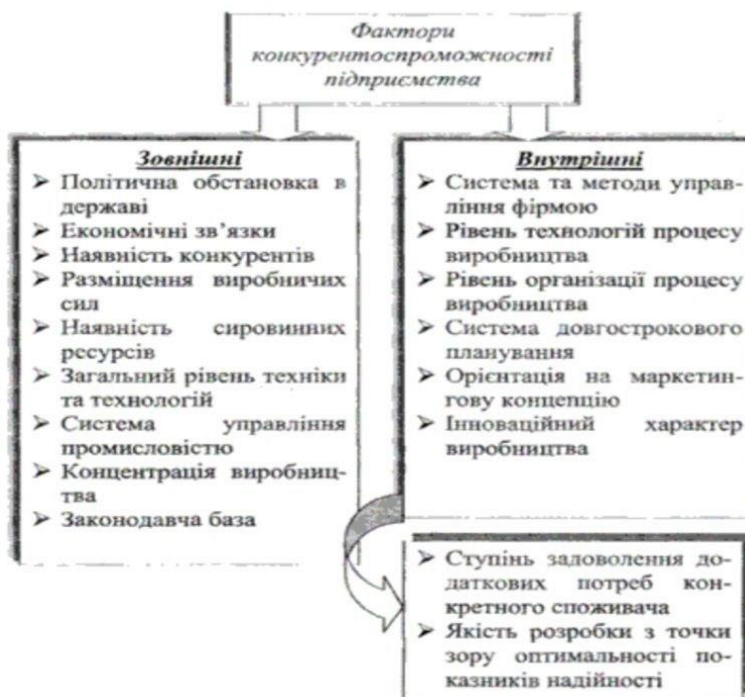 Фактори
конкурентоспроможності
підприємства
Зовнішні
➢ Політична обстановка в
державі
➢ Економічні зв’язки
➢ Наявність конкурентів
➢ Разміщення виробничих
сил
➢ Наявність сировинних
ресурсів
➢ Загальний рівень техніки
та технологій
➢ Система управління
промисловістю
➢ Концентрація виробниц-
тва
➢ Законодавча база
Внутрішні
➢ Система та методи управ-
ління фірмою
➢ Рівень технологій процесу
виробництва
➢ Рівень організації процесу
виробництва
➢ Система довгострокового
планування
➢ Орієнтація на маркетин-
гову концепцію
➢ Інноваційний характер
виробництва
➢ Ступінь задоволення до-
даткових потреб кон-
кретного споживача
➢ Якість розробки з точки
зору оптимальності по-
казників надійності